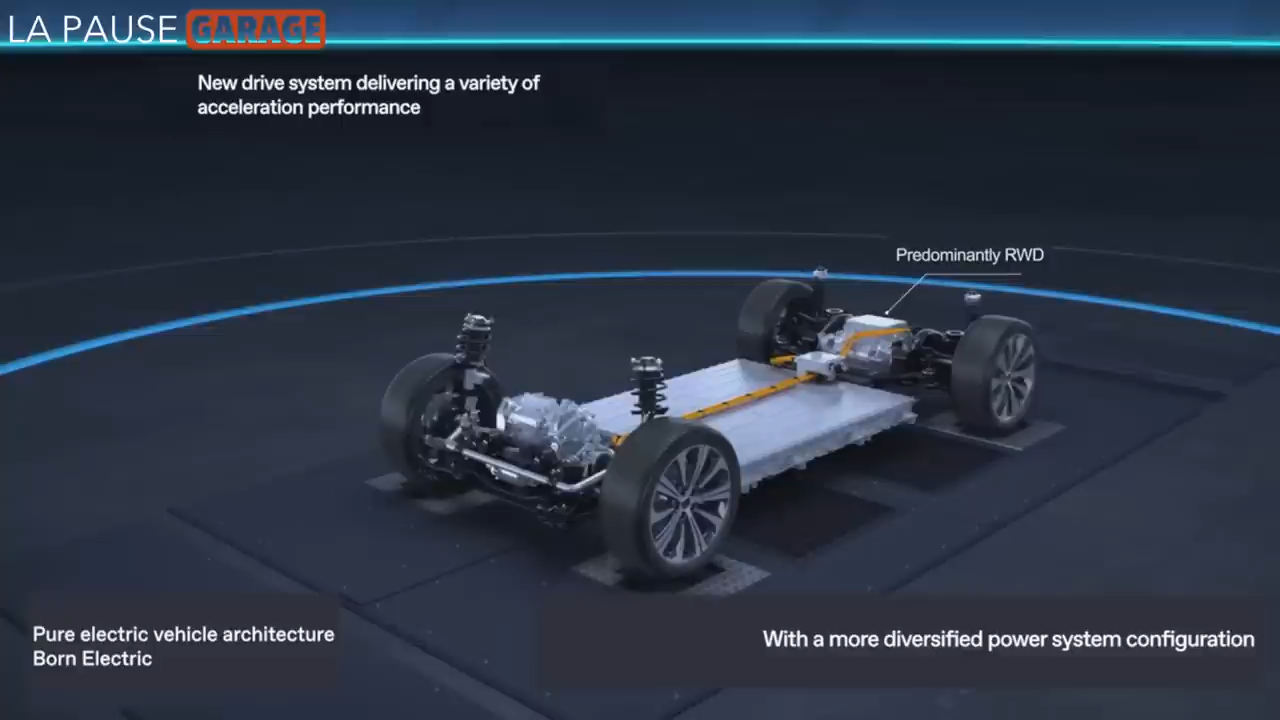 LA PAUSE GARAGE
New drive system delivering a variety of
acceleration performance
Predominantly RWD
Pure electric vehicle architecture
Born Electric
With a more diversified power system configuration